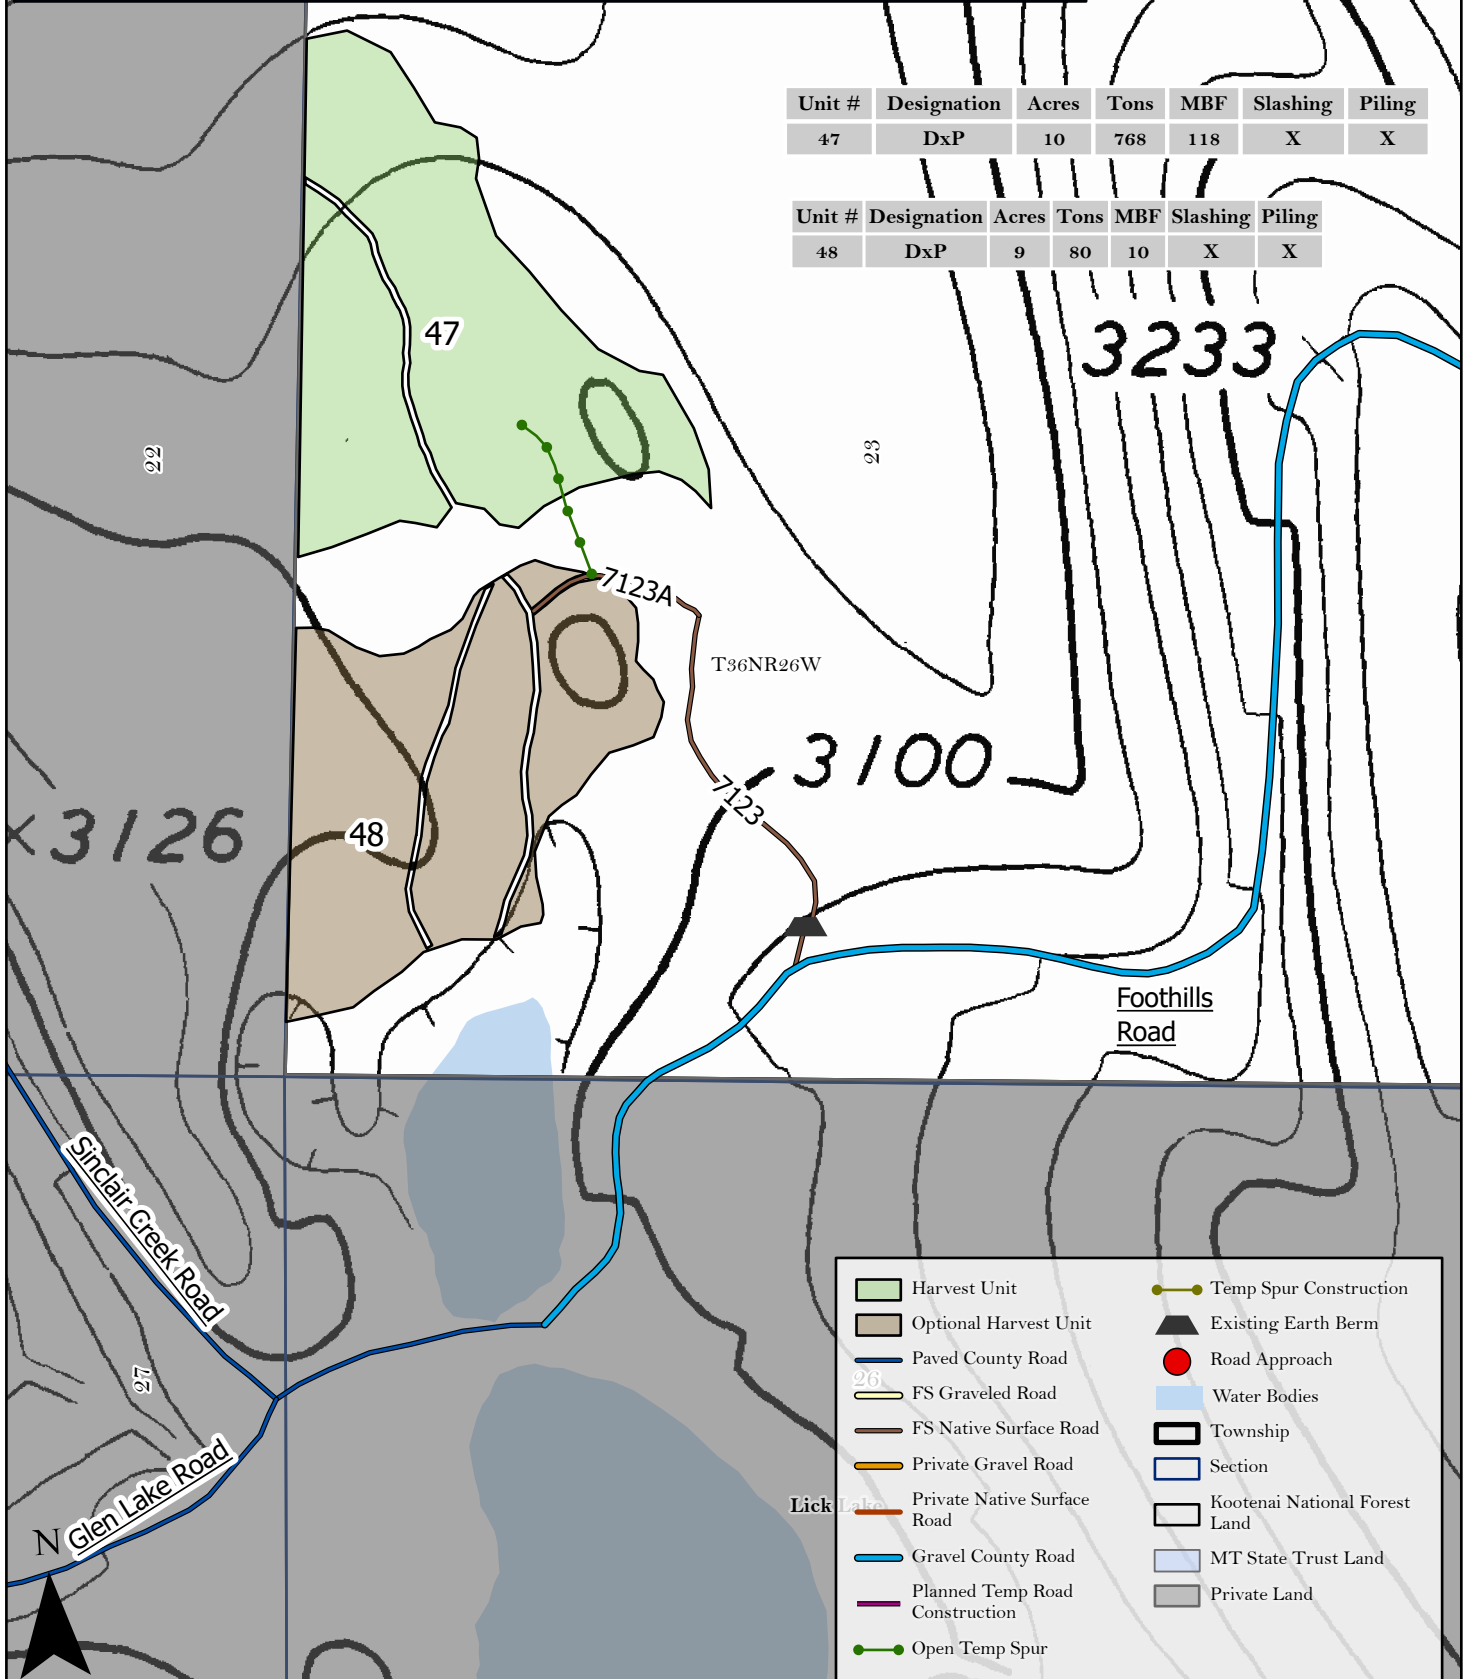 Unit # Designation Acres Tons MBF Slashing Piling
47 DxP 10 768 118 X X
Unit # Designation Acres Tons MBF Slashing Piling
48 DxP 9 80 10 X X
47
3233
22
23
7123A
T36NR26W
3100
7123
X3126
48
Foothills
Road
Sinclair Creek Road
27
Glen Lake Road
N
26
Lick Lake
Harvest Unit
Optional Harvest Unit
Paved County Road
FS Graveled Road
FS Native Surface Road
Private Gravel Road
Private Native Surface
Road
Gravel County Road
Planned Temp Road
Construction
Open Temp Spur
Temp Spur Construction
Existing Earth Berm
Road Approach
Water Bodies
Township
Section
Kootenai National Forest
Land
MT State Trust Land
Private Land